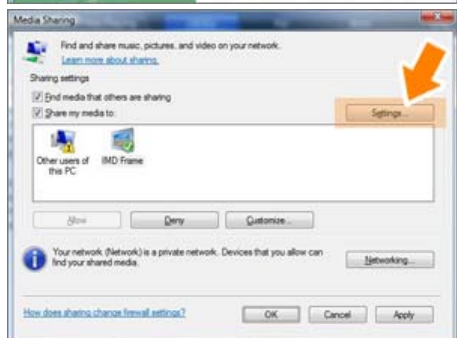 Media Sharing
Find and share music, pictures, and video on your network.
Learn more about sharing.
Sharing settings
Find media that others are sharing
Share my media to:
Settings...
Other users of
this PC
IMD Frame
Allow
Deny
Customize...
Your network (Network) is a private network. Devices that you allow can
find your shared media.
Networking...
How does sharing change firewall settings?
OK
Cancel
Apply